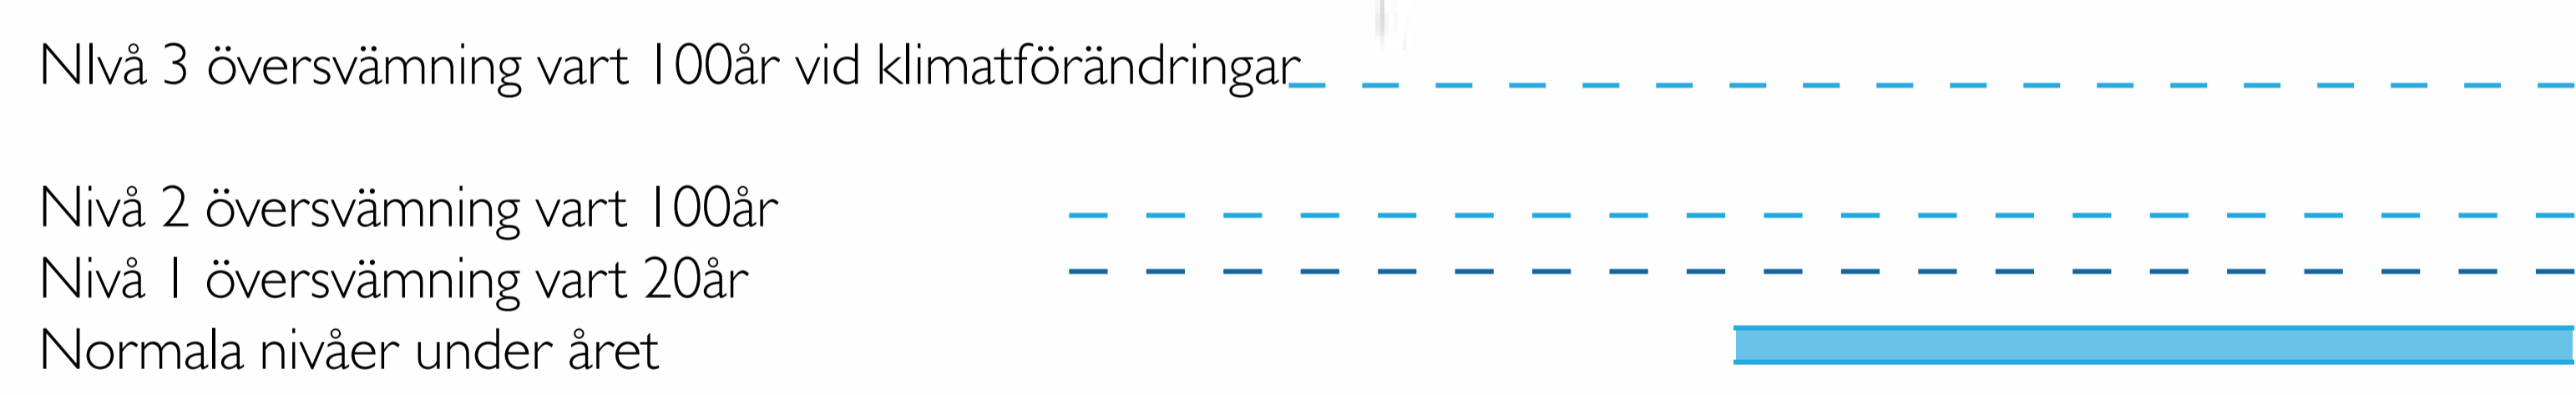 NIvå 3 översvämning vart 100år vid klimatförändringar
Nivå 2 översvämning vart 100år
Nivå 1 översvämning vart 20år
Normala nivåer under året